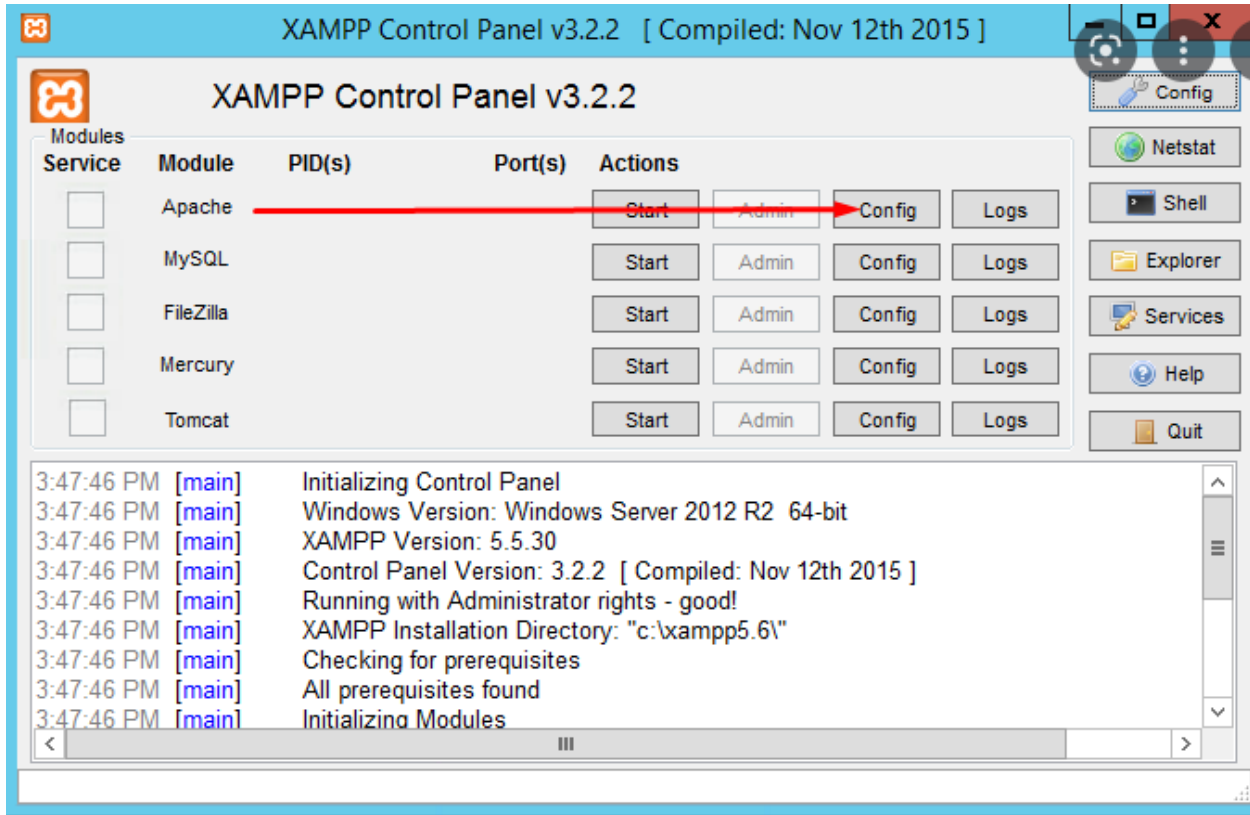 XAMPP Control Panel v3.2.2 [ Compiled: Nov 12th 2015 ]
XAMPP Control Panel v3.2.2
Config
Modules
Service Module PID(s) Port(s) Actions
Netstat
Apache Start Admin Config Logs
Shell
MySQL Start Admin Config Logs
Explorer
FileZilla Start Admin Config Logs
Services
Mercury Start Admin Config Logs
Help
Tomcat Start Admin Config Logs
Quit
3:47:46 PM [main] Initializing Control Panel
3:47:46 PM [main] Windows Version: Windows Server 2012 R2 64-bit
3:47:46 PM [main] XAMPP Version: 5.5.30
3:47:46 PM [main] Control Panel Version: 3.2.2 [ Compiled: Nov 12th 2015 ]
3:47:46 PM [main] Running with Administrator rights - good!
3:47:46 PM [main] XAMPP Installation Directory: "c:\xampp5.6\"
3:47:46 PM [main] Checking for prerequisites
3:47:46 PM [main] All prerequisites found
3:47:46 PM [main] Initializing Modules